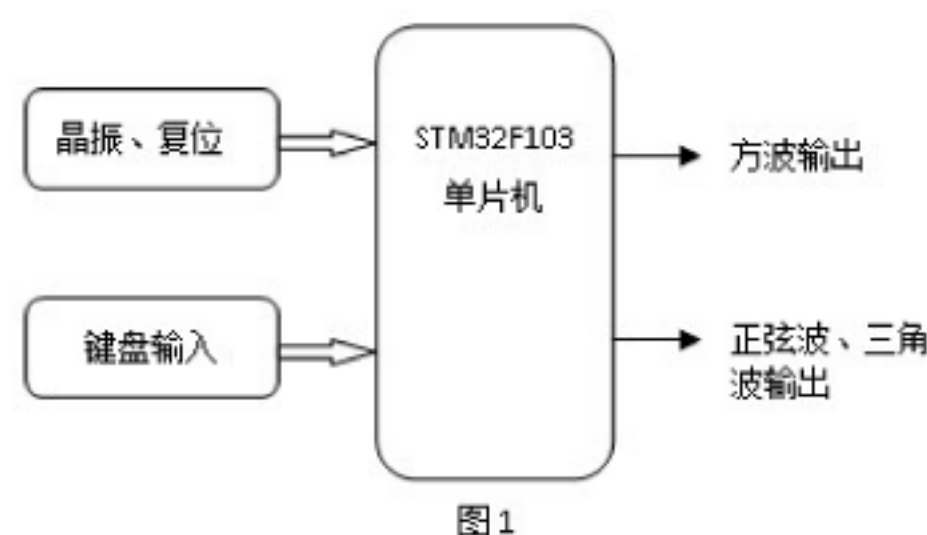 晶振、复位
STM32F103
单片机
方波输出
键盘输入
正弦波、三角
波输出
图1